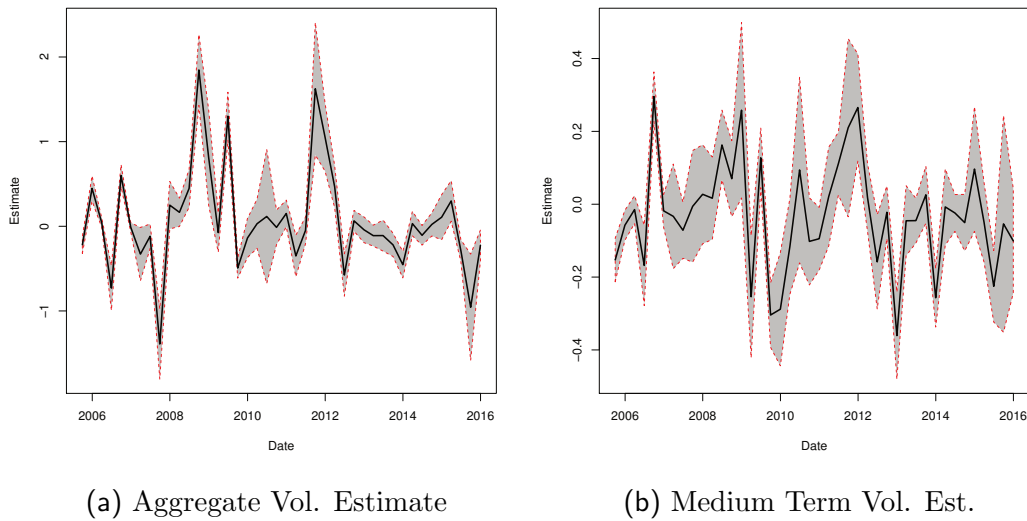 2
1
0
−1
Estimate
2006 2008 2010 2012 2014 2016
Date
(a) Aggregate Vol. Estimate
0.4
0.2
0.0
−0.2
−0.4
Estimate
2006 2008 2010 2012 2014 2016
Date
(b) Medium Term Vol. Est.